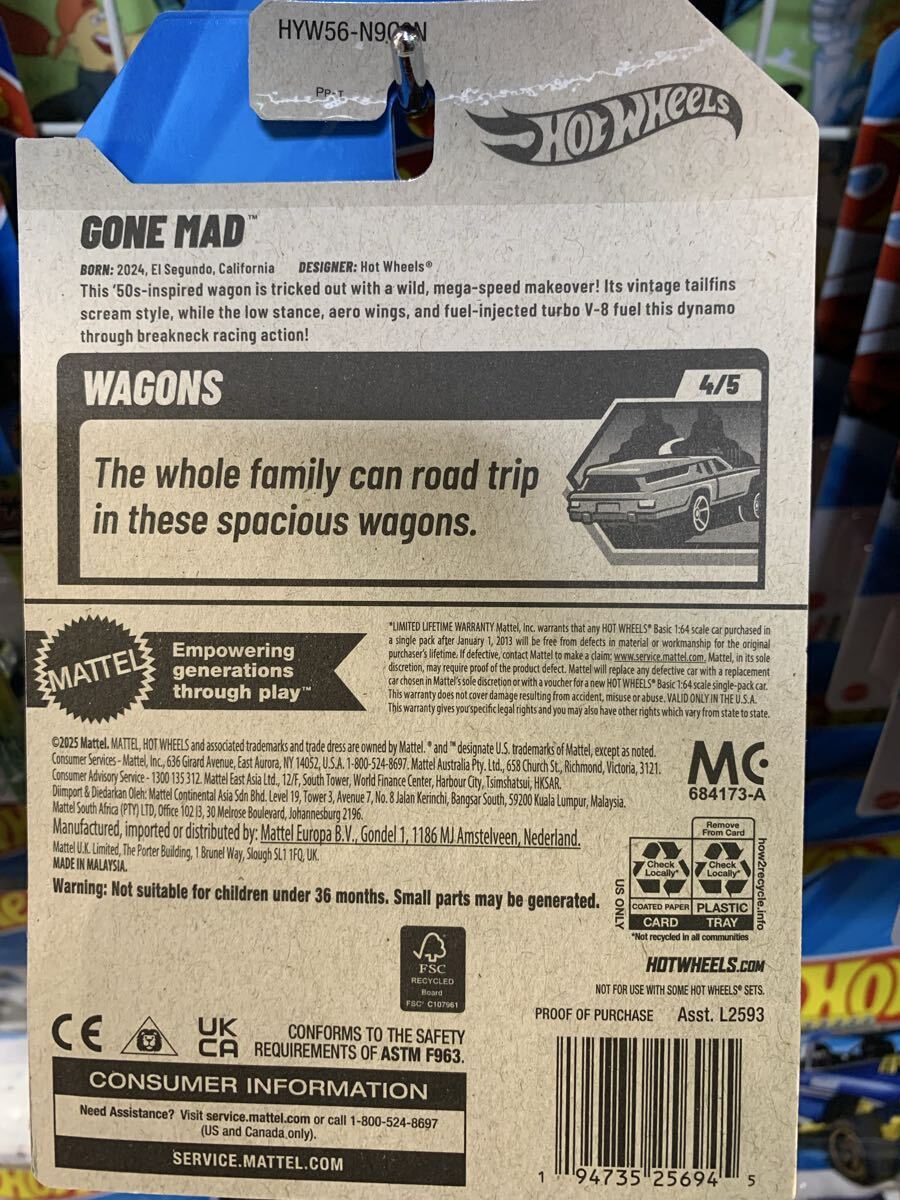 HYW56-N9
HOT WHEELS
GONE MAD™
BORN: 2024, El Segundo, California DESIGNER: Hot Wheels®
This '50s-inspired wagon is tricked out with a wild, mega-speed makeover! Its vintage tailfins
scream style, while the low stance, aero wings, and fuel-injected turbo V-8 fuel this dynamo
through breakneck racing action!
WAGONS
4/5
The whole family can road trip
in these spacious wagons.
MATTEL
Empowering
generations
through play™
*LIMITED LIFETIME WARRANTY Mattel, Inc. warrants that any HOT WHEELS® Basic 1:64 scale car purchased in
a single pack after January 1, 2013 will be free from defects in material or workmanship for the original
purchaser's lifetime. If defective, contact Mattel to make a claim: www.service.mattel.com. Mattel, in its sole
discretion, may require proof of the product defect. Mattel will replace any defective car with a replacement
car chosen in Mattel's sole discretion or with a voucher for a new HOT WHEELS® Basic 1:64 scale single-pack car.
This warranty does not cover damage resulting from accident, misuse or abuse. VALID ONLY IN THE U.S.A.
This warranty gives you specific legal rights and you may also have other rights which vary from state to state.
©2025 Mattel. MATTEL, HOT WHEELS and associated trademarks and trade dress are owned by Mattel. ® and ™ designate U.S. trademarks of Mattel, except as noted.
Consumer Services - Mattel, Inc., 636 Girard Avenue, East Aurora, NY 14052, U.S.A. 1-800-524-8697. Mattel Australia Pty. Ltd., 658 Church St., Richmond, Victoria, 3121.
Consumer Advisory Service - 1300 135 312. Mattel East Asia Ltd., 12/F, South Tower, World Finance Center, Harbour City, Tsimshatsui, HKSAR.
Diimport & Diedarkan Oleh: Mattel Continental Asia Sdn Bhd. Level 19, Tower 3, Avenue 7, No. 8 Jalan Kerinchi, Bangsar South, 59200 Kuala Lumpur, Malaysia.
Mattel South Africa (PTY) LTD, Office 102 I3, 30 Melrose Boulevard, Johannesburg 2196.
Manufactured, imported or distributed by: Mattel Europa B.V., Gondel 1, 1186 MJ Amstelveen, Nederland.
Mattel U.K. Limited, The Porter Building, 1 Brunel Way, Slough SL1 1FQ, UK.
MADE IN MALAYSIA.
MC
684173-A
Warning: Not suitable for children under 36 months. Small parts may be generated.
US ONLY
Remove
From Card
Check
Locally*
Check
Locally*
COATED PAPER
PLASTIC
CARD
TRAY
*Not recycled in all communities
how2recycle.info
FSC
RECYCLED
Board
FSC® C107961
HOTWHEELS.COM
NOT FOR USE WITH SOME HOT WHEELS® SETS.
PROOF OF PURCHASE Asst. L2593
CE
UK
CA
CONFORMS TO THE SAFETY
REQUIREMENTS OF ASTM F963.
CONSUMER INFORMATION
Need Assistance? Visit service.mattel.com or call 1-800-524-8697
(US and Canada only).
SERVICE.MATTEL.COM
1 94735 25694 5
HO